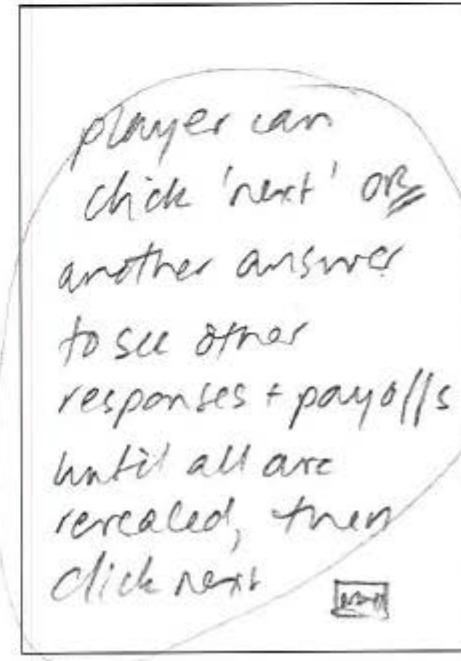 player can
click 'next' OR
another answer
to see other
responses + payoffs
until all are
revealed, then
click next